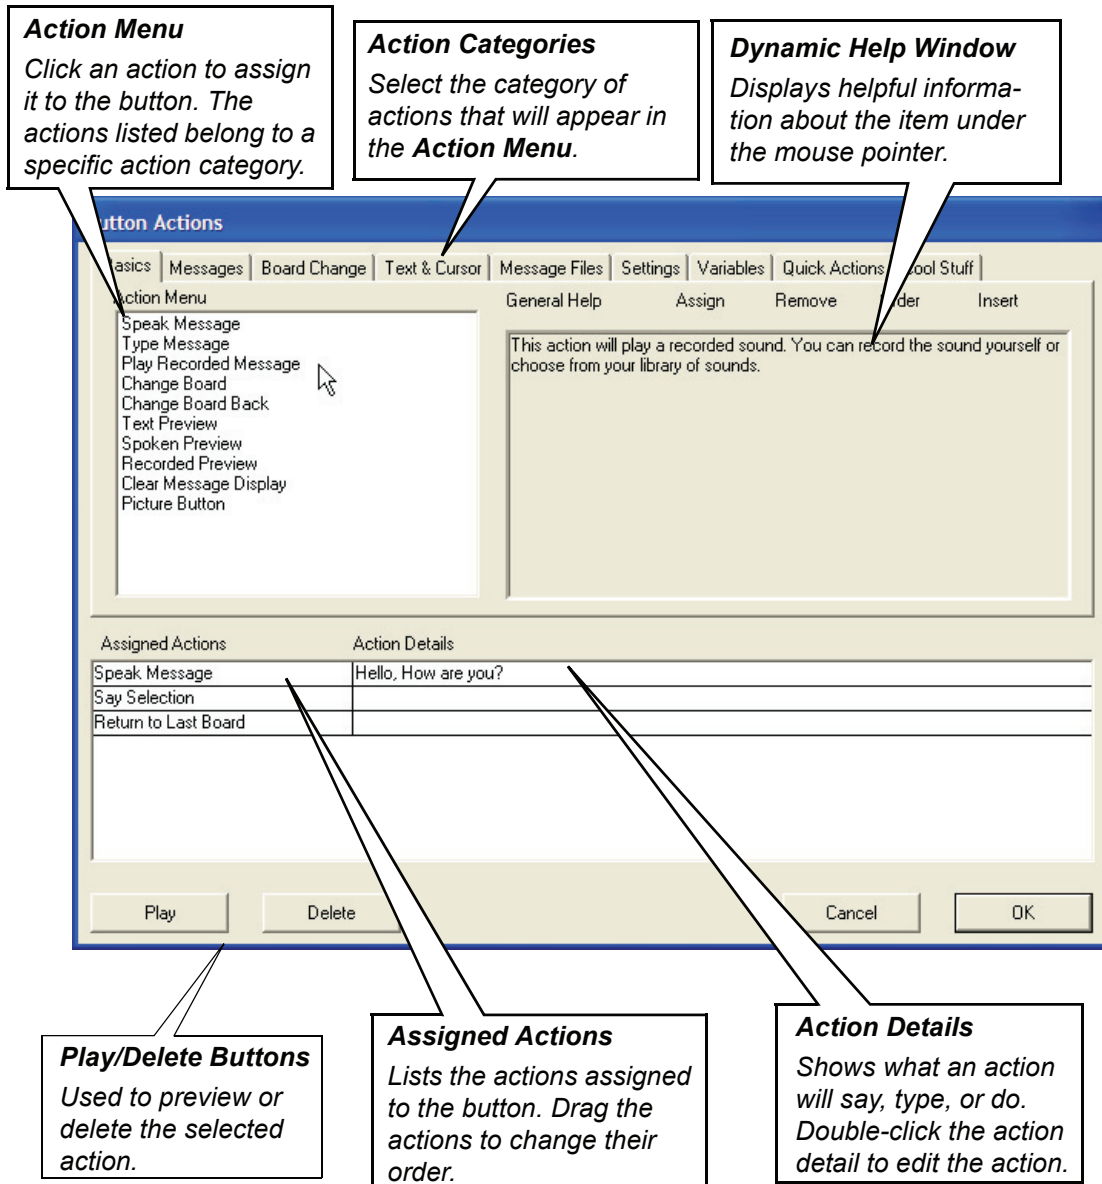 Action Menu
Click an action to assign
it to the button. The
actions listed belong to a
specific action category.
Action Categories
Select the category of
actions that will appear in
the Action Menu.
Dynamic Help Window
Displays helpful informa-
tion about the item under
the mouse pointer.
utton Actions
asics Messages Board Change Text & Cursor Message Files Settings Variables Quick Actions ool Stuff
Action Menu
General Help Assign Remove rder Insert
Speak Message
Type Message
Play Recorded Message
Change Board
Change Board Back
Text Preview
Spoken Preview
Recorded Preview
Clear Message Display
Picture Button
This action will play a recorded sound. You can record the sound yourself or
choose from your library of sounds.
Assigned Actions Action Details
Speak Message Hello, How are you?
Say Selection
Return to Last Board
Play Delete Cancel OK
Play/Delete Buttons
Used to preview or
delete the selected
action.
Assigned Actions
Lists the actions assigned
to the button. Drag the
actions to change their
order.
Action Details
Shows what an action
will say, type, or do.
Double-click the action
detail to edit the action.